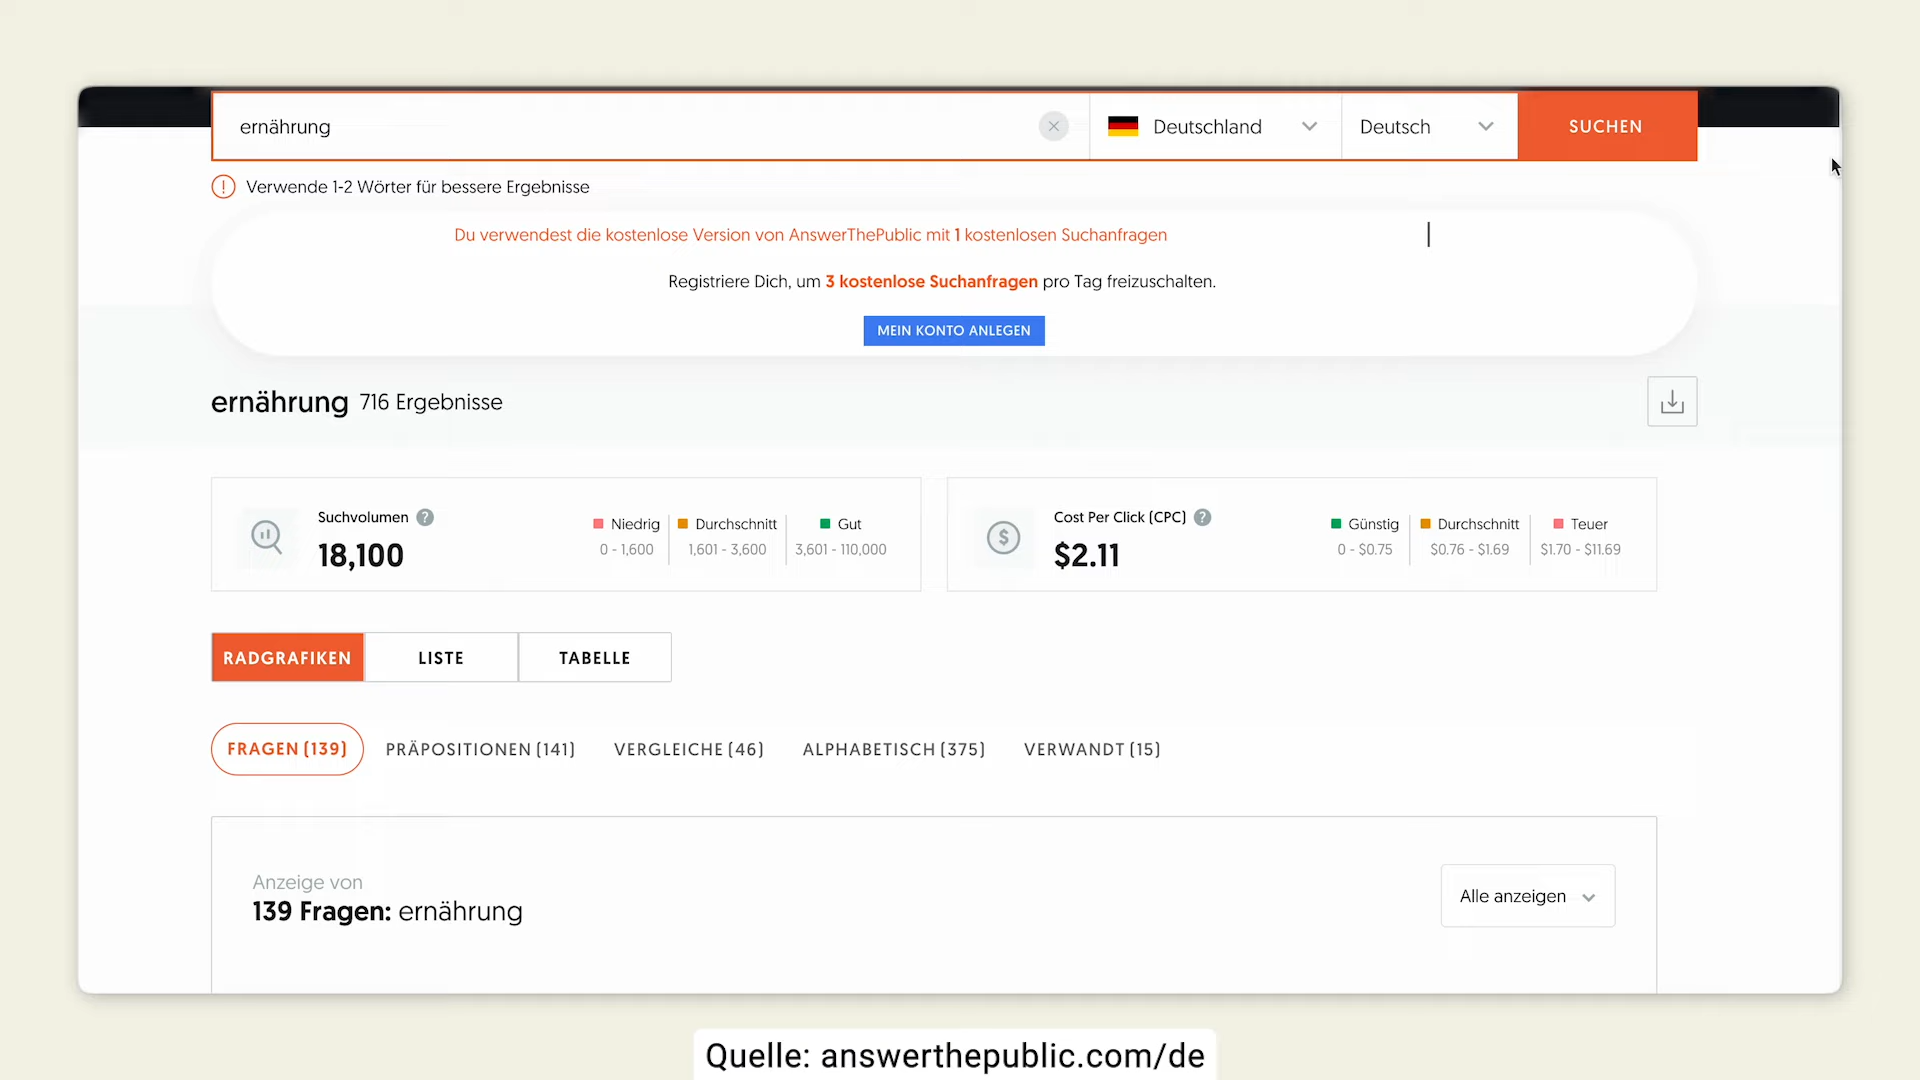 ernährung
Deutschland
Deutsch
SUCHEN
Verwende 1-2 Wörter für bessere Ergebnisse
Du verwendest die kostenlose Version von AnswerThePublic mit 1 kostenlosen Suchanfragen
Registriere Dich, um 3 kostenlose Suchanfragen pro Tag freizuschalten.
MEIN KONTO ANLEGEN
ernährung 716 Ergebnisse
Suchvolumen ?
18,100
Niedrig
0 - 1,600
Durchschnitt
1,601 - 3,600
Gut
3,601 - 110,000
Cost Per Click (CPC) ?
$2.11
Günstig
0 - $0.75
Durchschnitt
$0.76 - $1.69
Teuer
$1.70 - $11.69
RADGRAFIKEN
LISTE
TABELLE
FRAGEN (139)
PRÄPOSITIONEN (141)
VERGLEICHE (46)
ALPHABETISCH (375)
VERWANDT (15)
Anzeige von
139 Fragen: ernährung
Alle anzeigen
Quelle: answerthepublic.com/de